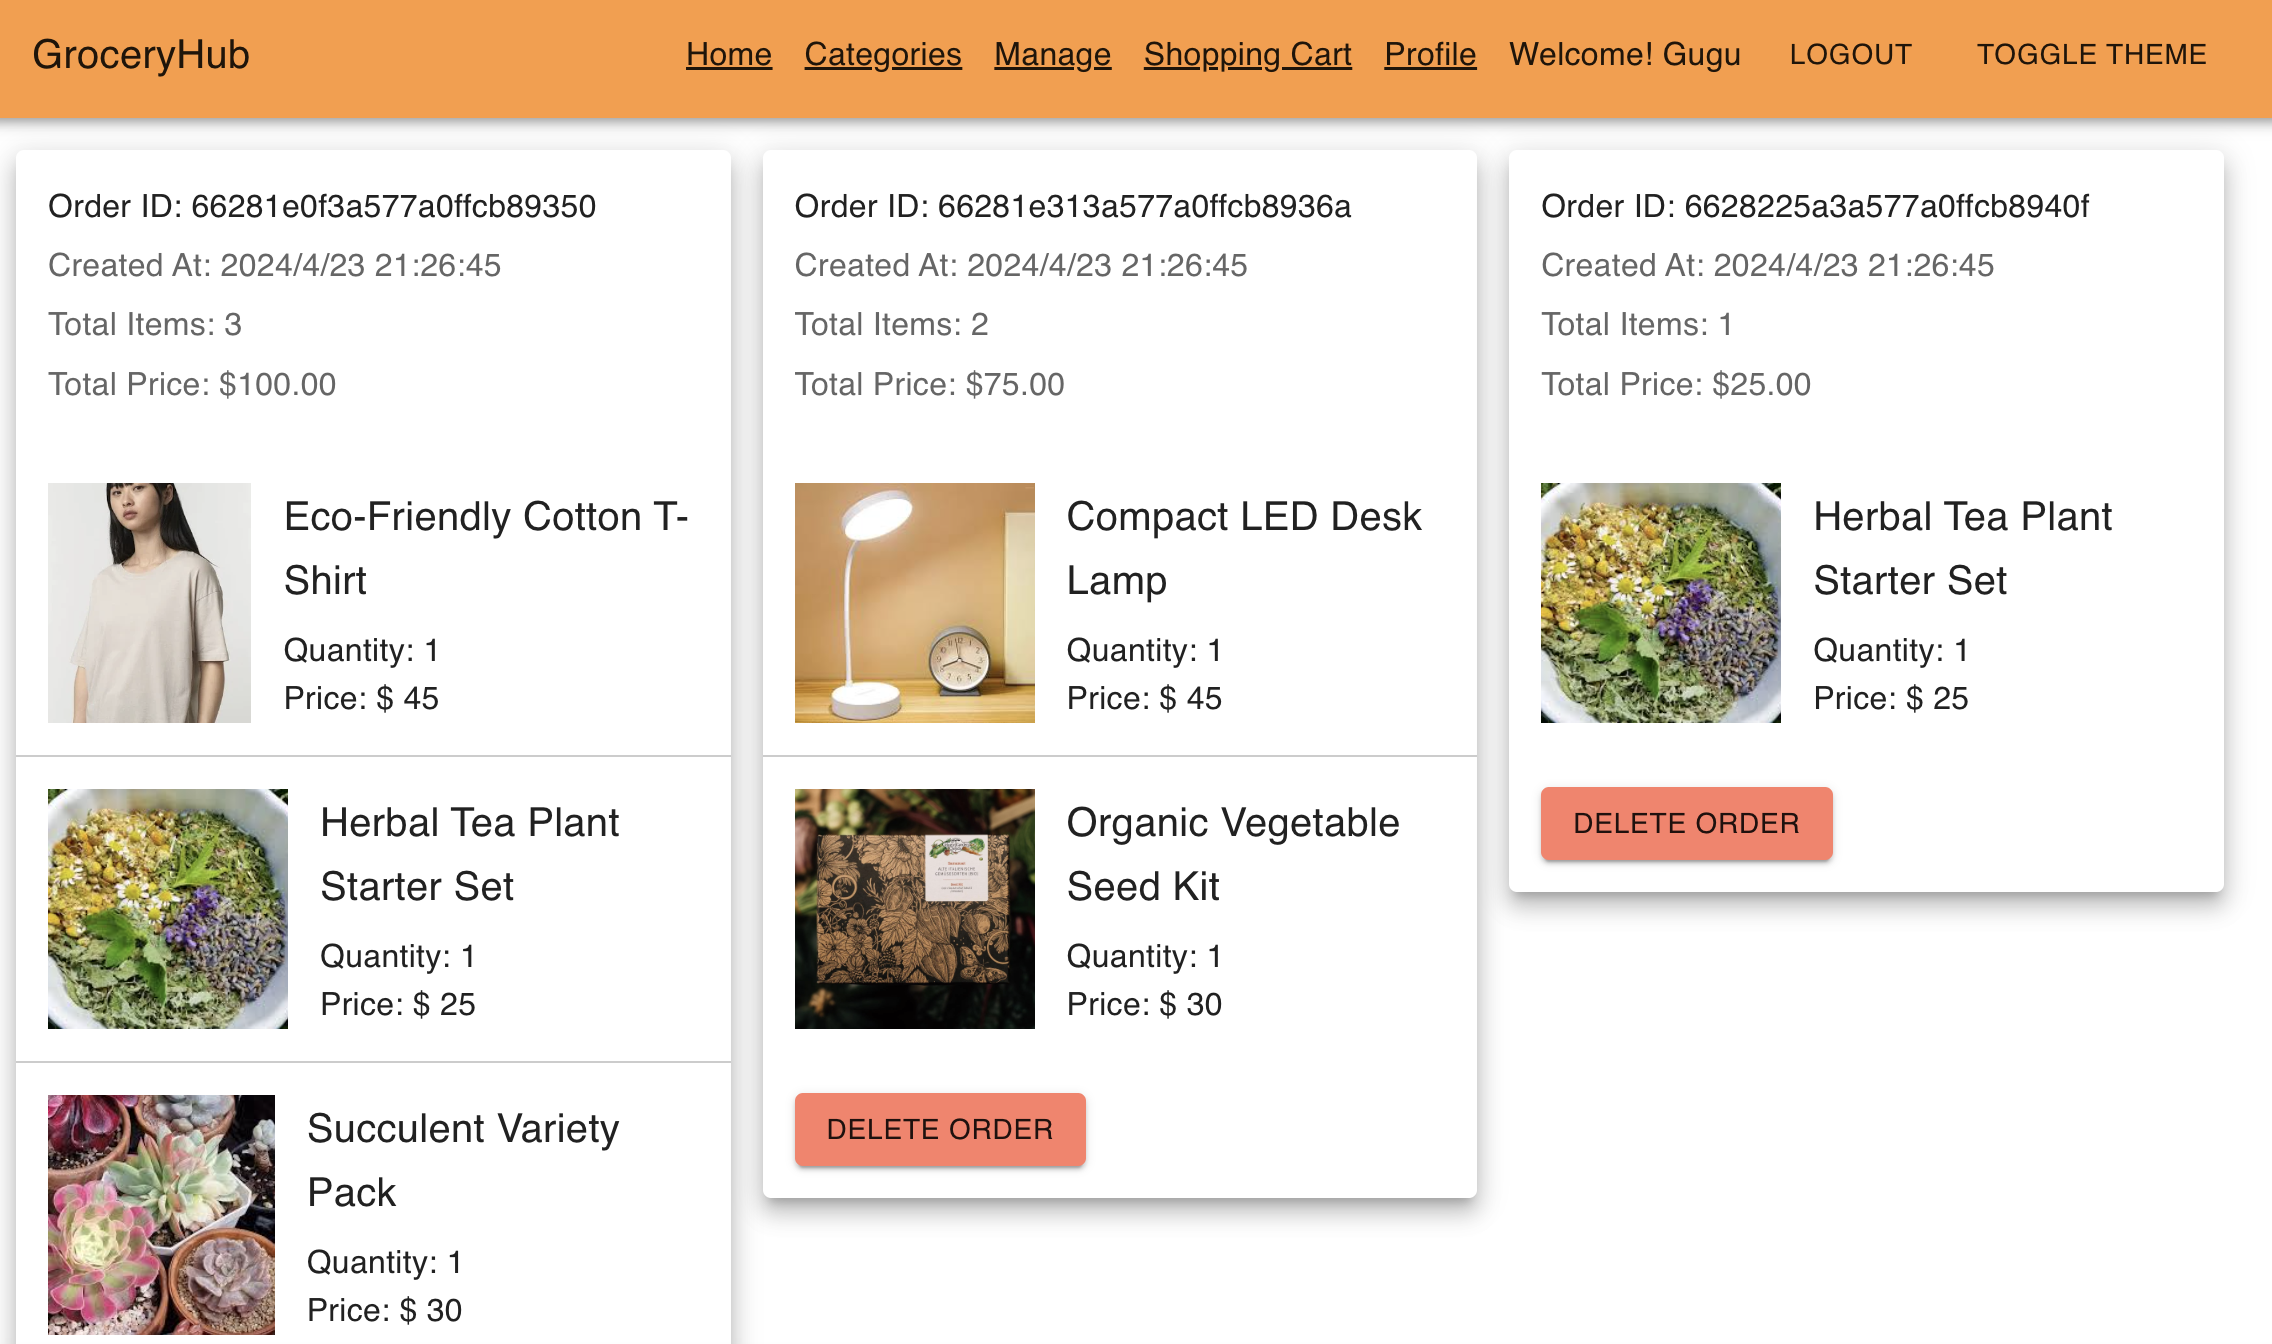 GroceryHub
Home Categories Manage Shopping Cart Profile Welcome! Gugu LOGOUT TOGGLE THEME
Order ID: 66281e0f3a577a0ffcb89350
Created At: 2024/4/23 21:26:45
Total Items: 3
Total Price: $100.00
Eco-Friendly Cotton T-
Shirt
Quantity: 1
Price: $ 45
Herbal Tea Plant
Starter Set
Quantity: 1
Price: $ 25
Succulent Variety
Pack
Quantity: 1
Price: $ 30
Order ID: 66281e313a577a0ffcb8936a
Created At: 2024/4/23 21:26:45
Total Items: 2
Total Price: $75.00
Compact LED Desk
Lamp
Quantity: 1
Price: $ 45
Organic Vegetable
Seed Kit
Quantity: 1
Price: $ 30
DELETE ORDER
Order ID: 6628225a3a577a0ffcb8940f
Created At: 2024/4/23 21:26:45
Total Items: 1
Total Price: $25.00
Herbal Tea Plant
Starter Set
Quantity: 1
Price: $ 25
DELETE ORDER